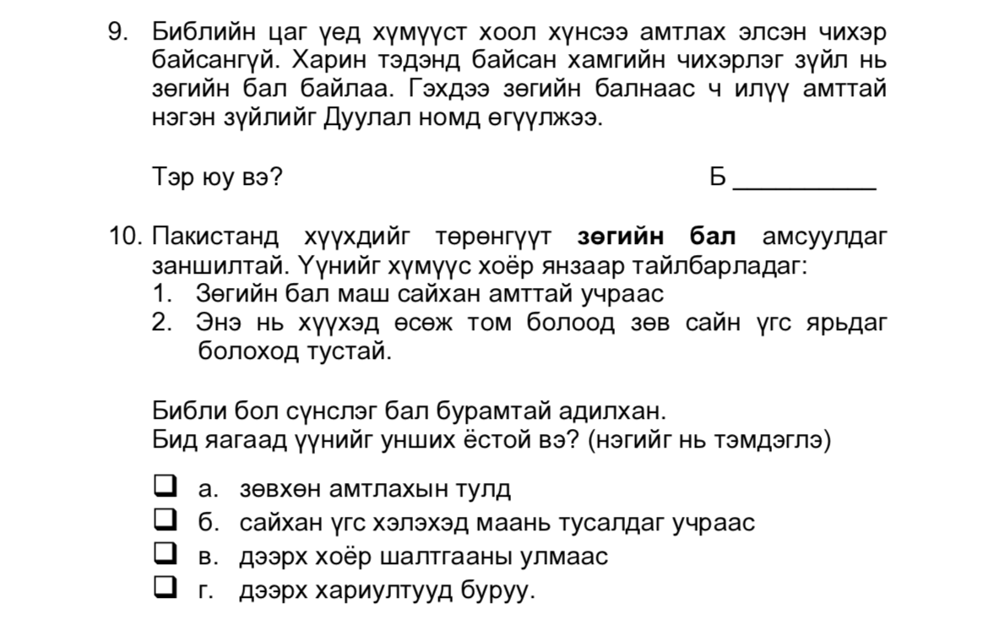 9. Библийн цаг үед хүмүүст хоол хүнсээ амтлах элсэн чихэр
байсангүй. Харин тэдэнд байсан хамгийн чихэрлэг зүйл нь
зөгийн бал байлаа. Гэхдээ зөгийн балнаас ч илүү амттай
нэгэн зүйлийг Дуулал номд өгүүлжээ.
Тэр юу вэ? Б ___________
10. Пакистанд хүүхдийг төрөнгүүт зөгийн бал амсуулдаг
заншилтай. Үүнийг хүмүүс хоёр янзаар тайлбарладаг:
1. Зөгийн бал маш сайхан амттай учраас
2. Энэ нь хүүхэд өсөж том болоод зөв сайн үгс ярьдаг
болоход тустай.
Библи бол сүнслэг бал бурамтай адилхан.
Бид яагаад үүнийг унших ёстой вэ? (нэгийг нь тэмдэглэ)
❑ а. зөвхөн амтлахын тулд
❑ б. сайхан үгс хэлэхэд маань тусалдаг учраас
❑ в. дээрх хоёр шалтгааны улмаас
❑ г. дээрх хариултууд буруу.